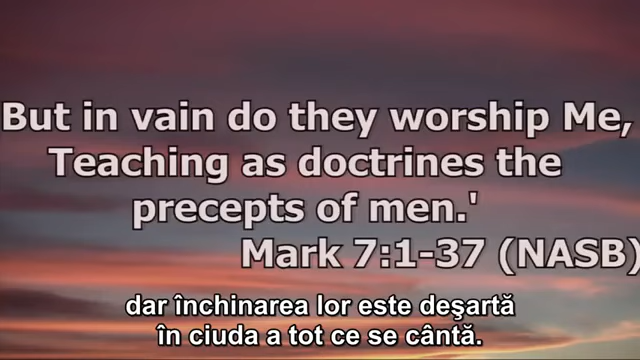 But in vain do they worship Me,
Teaching as doctrines the
precepts of men.'
Mark 7:1-37 (NASB)
dar închinarea lor este deşartă
în ciuda a tot ce se cântă.